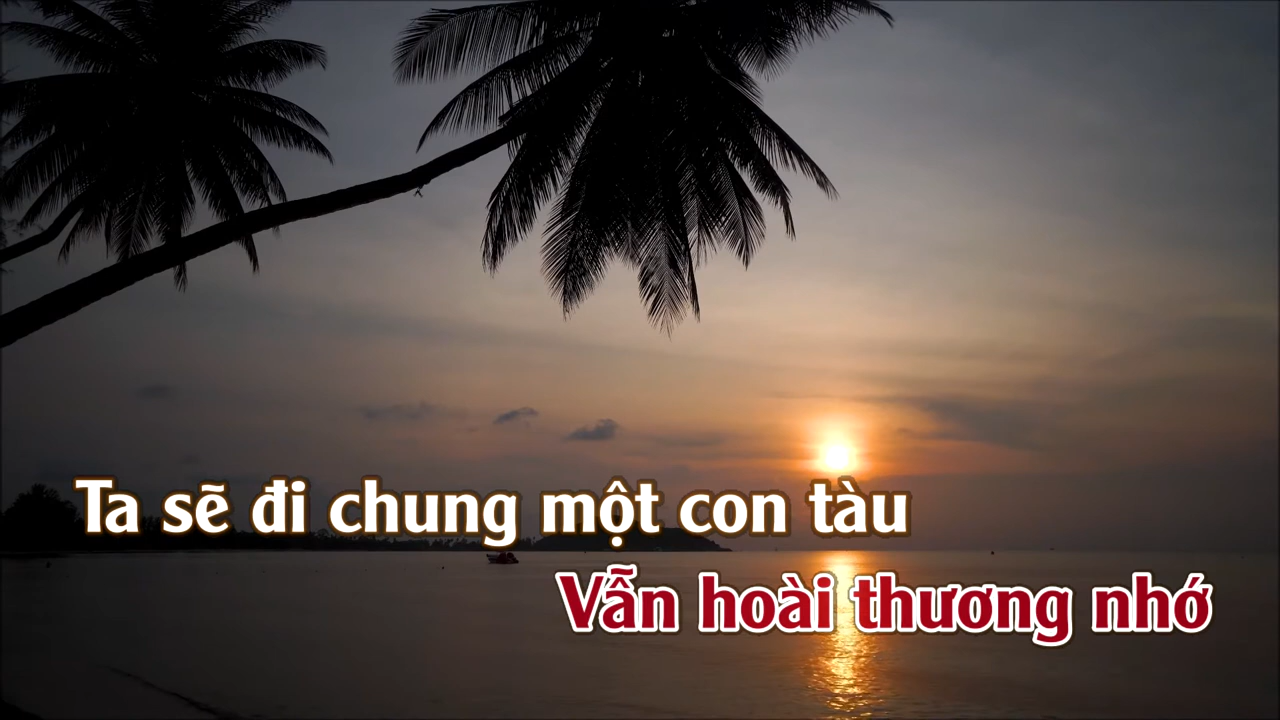 Ta sẽ đi chung một con tàu
Vẫn hoài thương nhớ